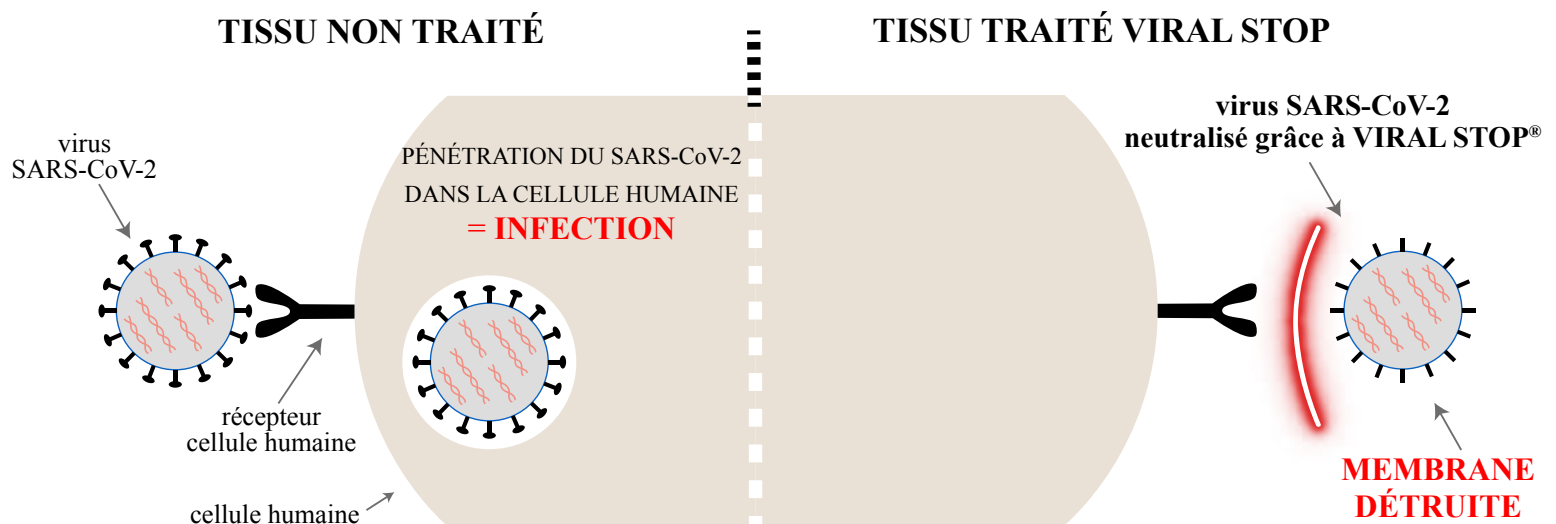 TISSU NON TRAITÉ
TISSU TRAITÉ VIRAL STOP
virus
SARS-CoV-2
PÉNÉTRATION DU SARS-CoV-2
DANS LA CELLULE HUMAINE
= INFECTION
récepteur
cellule humaine
cellule humaine
virus SARS-CoV-2
neutralisé grâce à VIRAL STOP®
MEMBRANE
DÉTRUITE